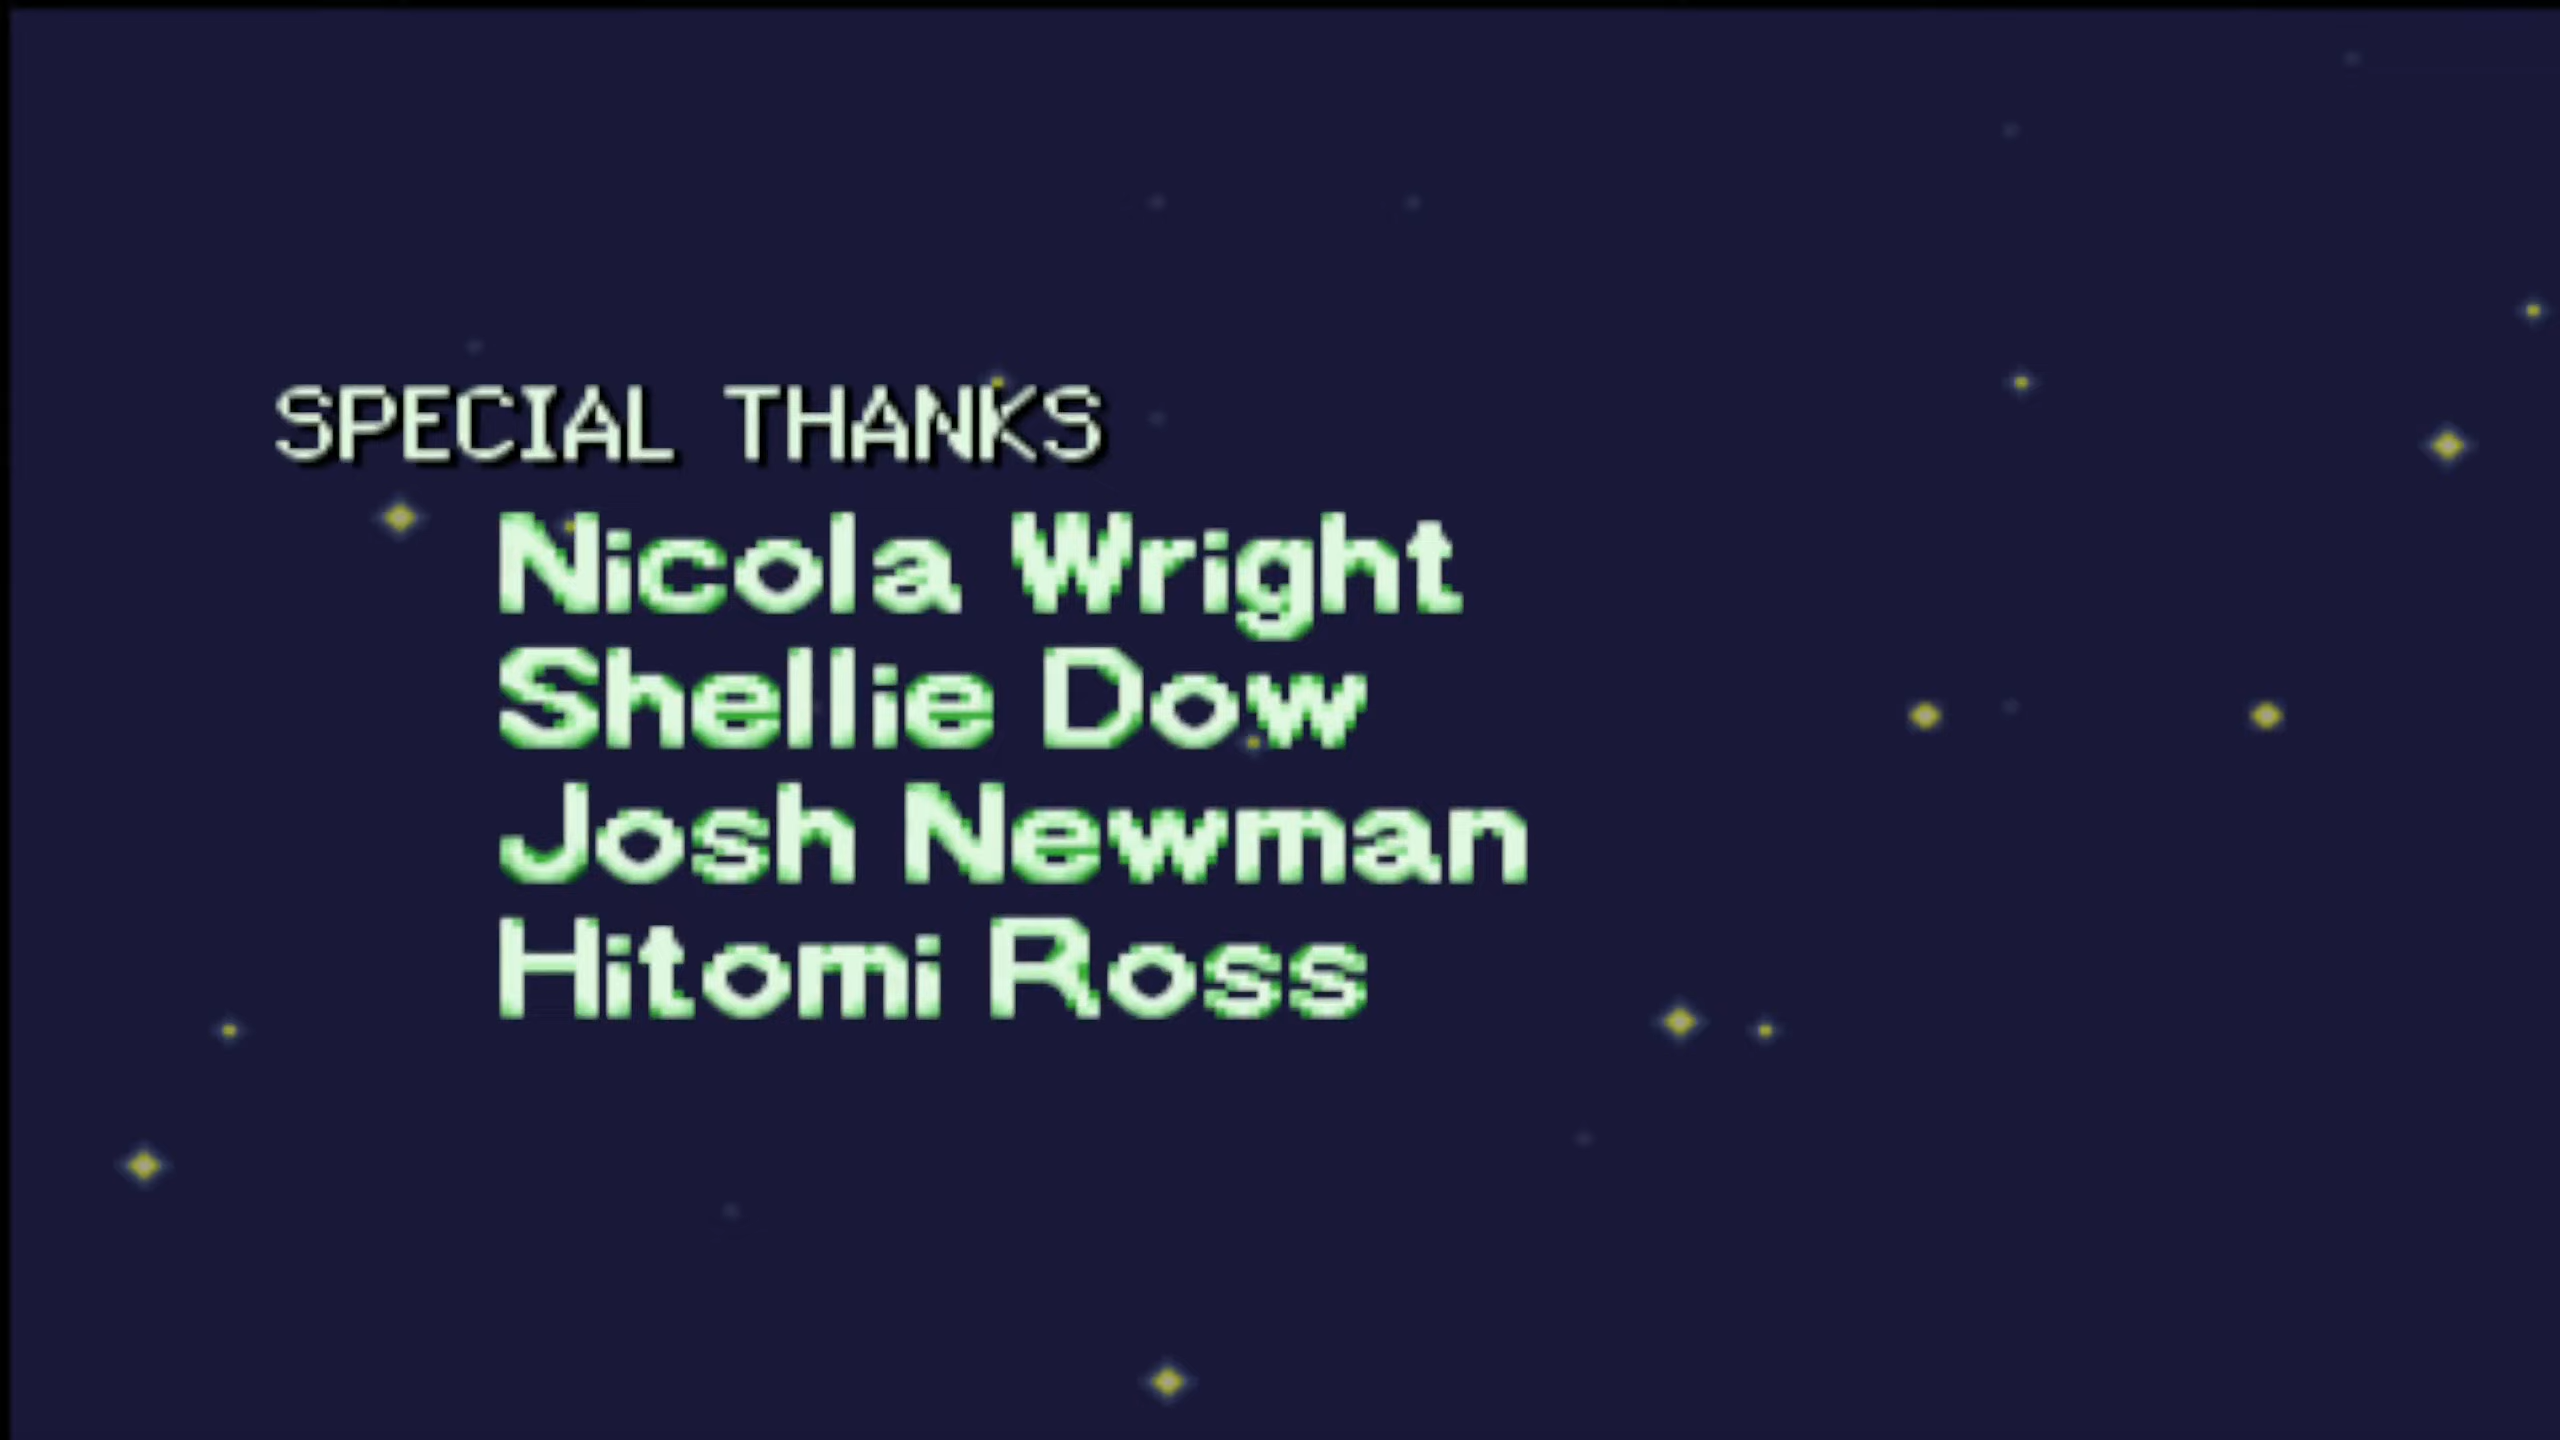 SPECIAL THANKS
Nicola Wright
Shellie Dow
Josh Newman
Hitomi Ross